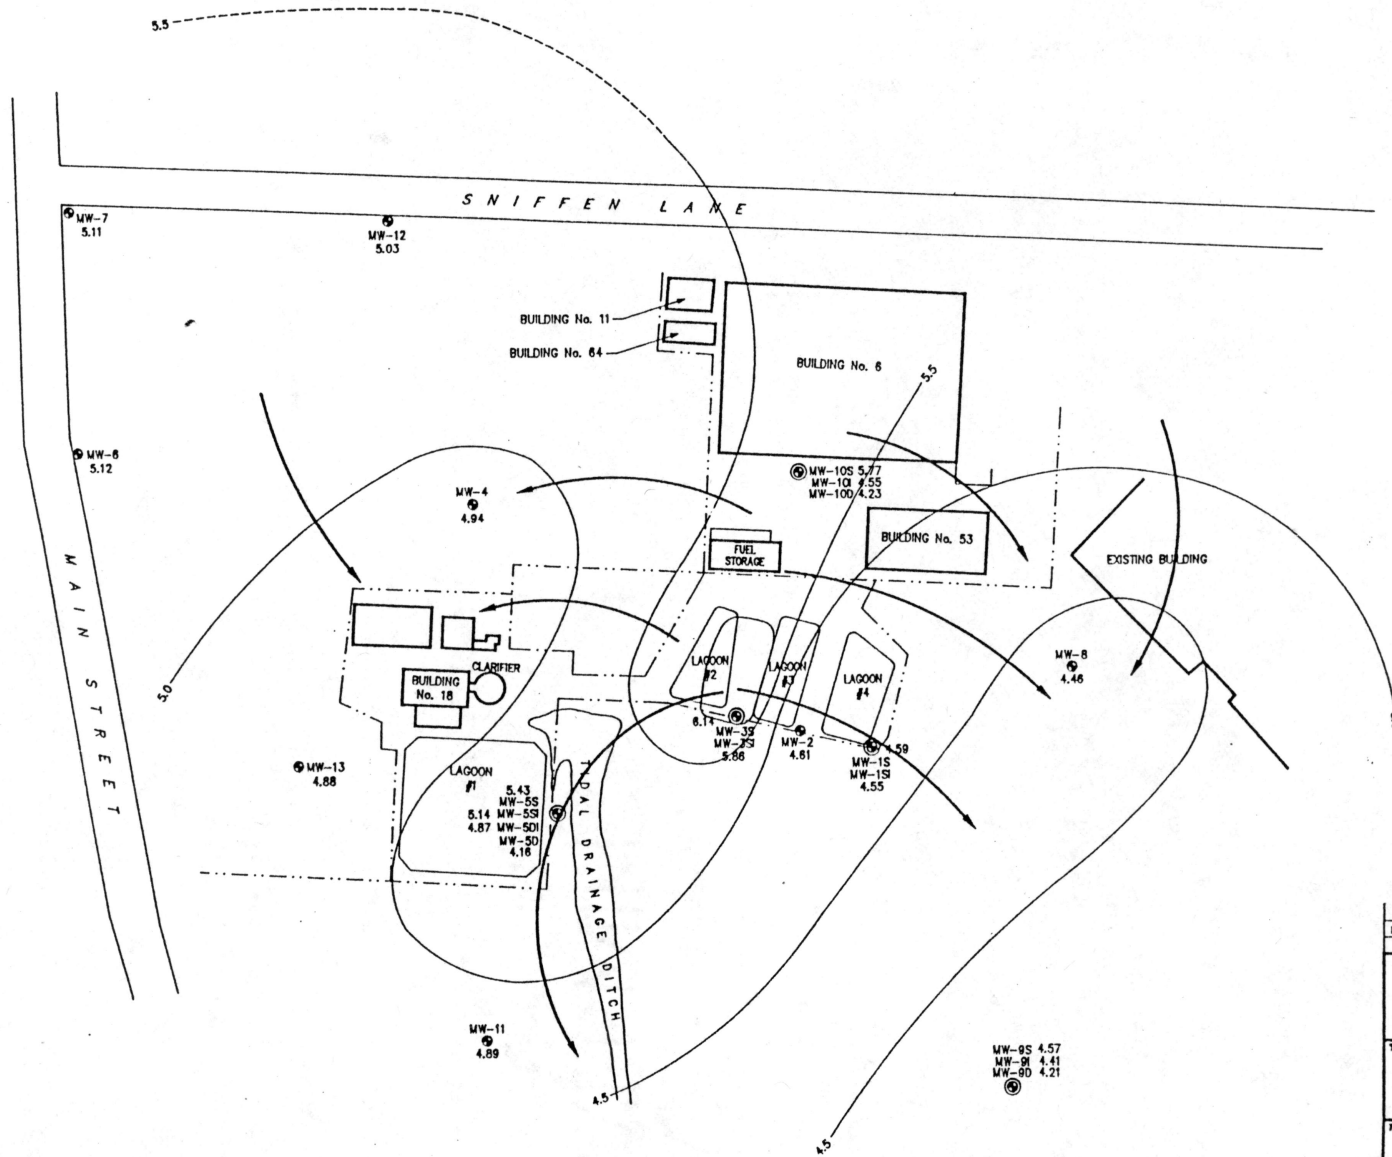 5.5
SNIFFEN LANE
MW-7
5.11
MW-12
5.03
BUILDING No. 11
BUILDING No. 64
BUILDING No. 6
5.5
MW-6
5.12
MW-4
4.94
MW-10S 5.77
MW-10I 4.55
MW-10D 4.23
FUEL
STORAGE
BUILDING No. 53
EXISTING BUILDING
MAIN STREET
5.0
CLARIFIER
BUILDING
No. 18
LAGOON
#2
LAGOON
#3
LAGOON
#4
MW-8
4.46
6.14
MW-3S
MW-3SI
5.86
MW-2
4.61
4.59
MW-1S
MW-1SI
4.55
MW-13
4.88
LAGOON
#1
5.43
MW-5S
5.14 MW-5SI
4.87 MW-5DI
MW-5D
4.16
TIDAL DRAINAGE DITCH
MW-11
4.89
4.5
MW-9S 4.57
MW-9I 4.41
MW-9D 4.21
4.5